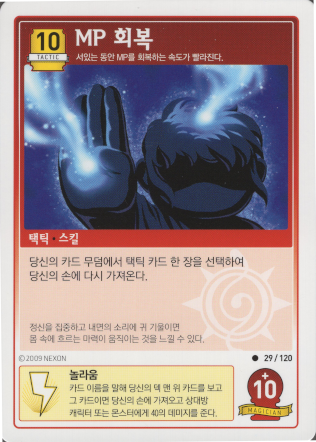 10
TACTIC
MP 회복
서있는 동안 MP를 회복하는 속도가 빨라진다.
택틱·스킬
당신의 카드 무덤에서 택틱 카드 한 장을 선택하여
당신의 손에 다시 가져온다.
정신을 집중하고 내면의 소리에 귀 기울이면
몸 속에 흐르는 마력이 움직이는 것을 느낄 수 있다.
©2009 NEXON
● 29/120
놀라움
카드 이름을 말해 당신의 덱 맨 위 카드를 보고
그 카드이면 당신의 손에 가져오고 상대방
캐릭터 또는 몬스터에게 40의 데미지를 준다.
+
10
MAGICIAN